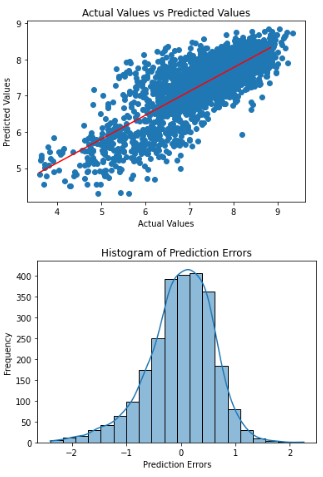 Actual Values vs Predicted Values
9
8
7
6
5
Predicted Values
4 5 6 7 8 9
Actual Values
Histogram of Prediction Errors
400
350
300
250
200
150
100
50
0
Frequency
−2 −1 0 1 2
Prediction Errors